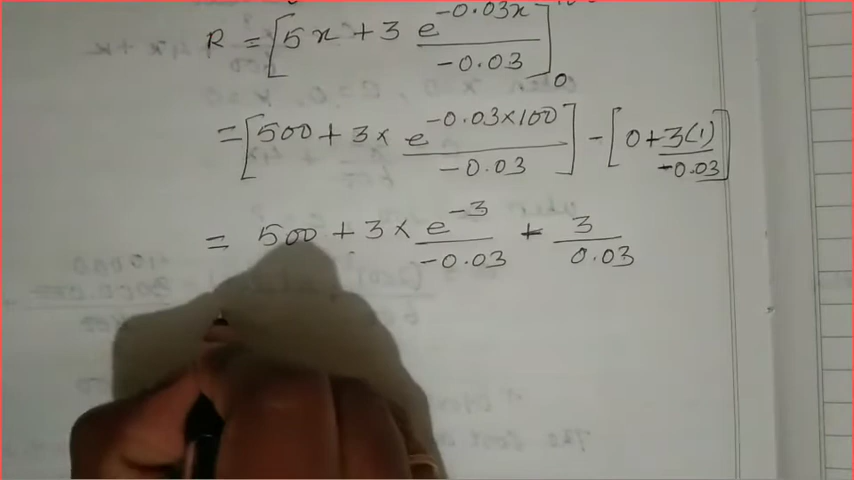 R = [5x + 3 e^{-0.03x}/-0.03]_0
= [500 + 3 × e^{-0.03×100}/-0.03] - [0 + 3(1)/-0.03]
= 500 + 3 × e^{-3}/-0.03 + 3/0.03